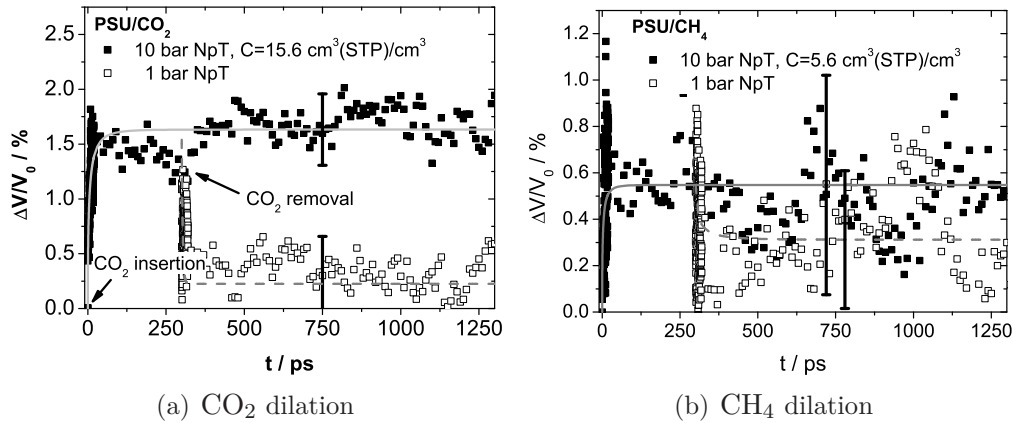 PSU/CO₂
■ 10 bar NpT, C=15.6 cm³(STP)/cm³
□ 1 bar NpT
2.5
2.0
1.5
1.0
0.5
0.0
ΔV/V₀ / %
CO₂ removal
CO₂ insertion
0 250 500 750 1000 1250
t / ps
(a) CO₂ dilation
PSU/CH₄
■ 10 bar NpT, C=5.6 cm³(STP)/cm³
□ 1 bar NpT
1.2
1.0
0.8
0.6
0.4
0.2
0.0
ΔV/V₀ / %
0 250 500 750 1000 1250
t / ps
(b) CH₄ dilation